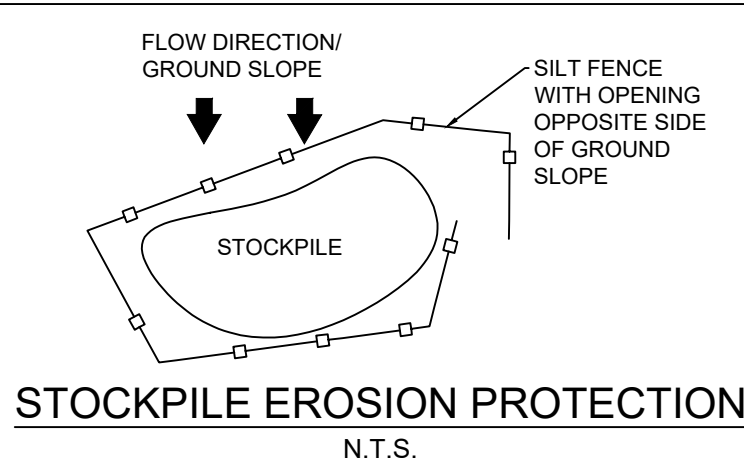 FLOW DIRECTION/
GROUND SLOPE
SILT FENCE
WITH OPENING
OPPOSITE SIDE
OF GROUND
SLOPE
STOCKPILE
STOCKPILE EROSION PROTECTION
N.T.S.